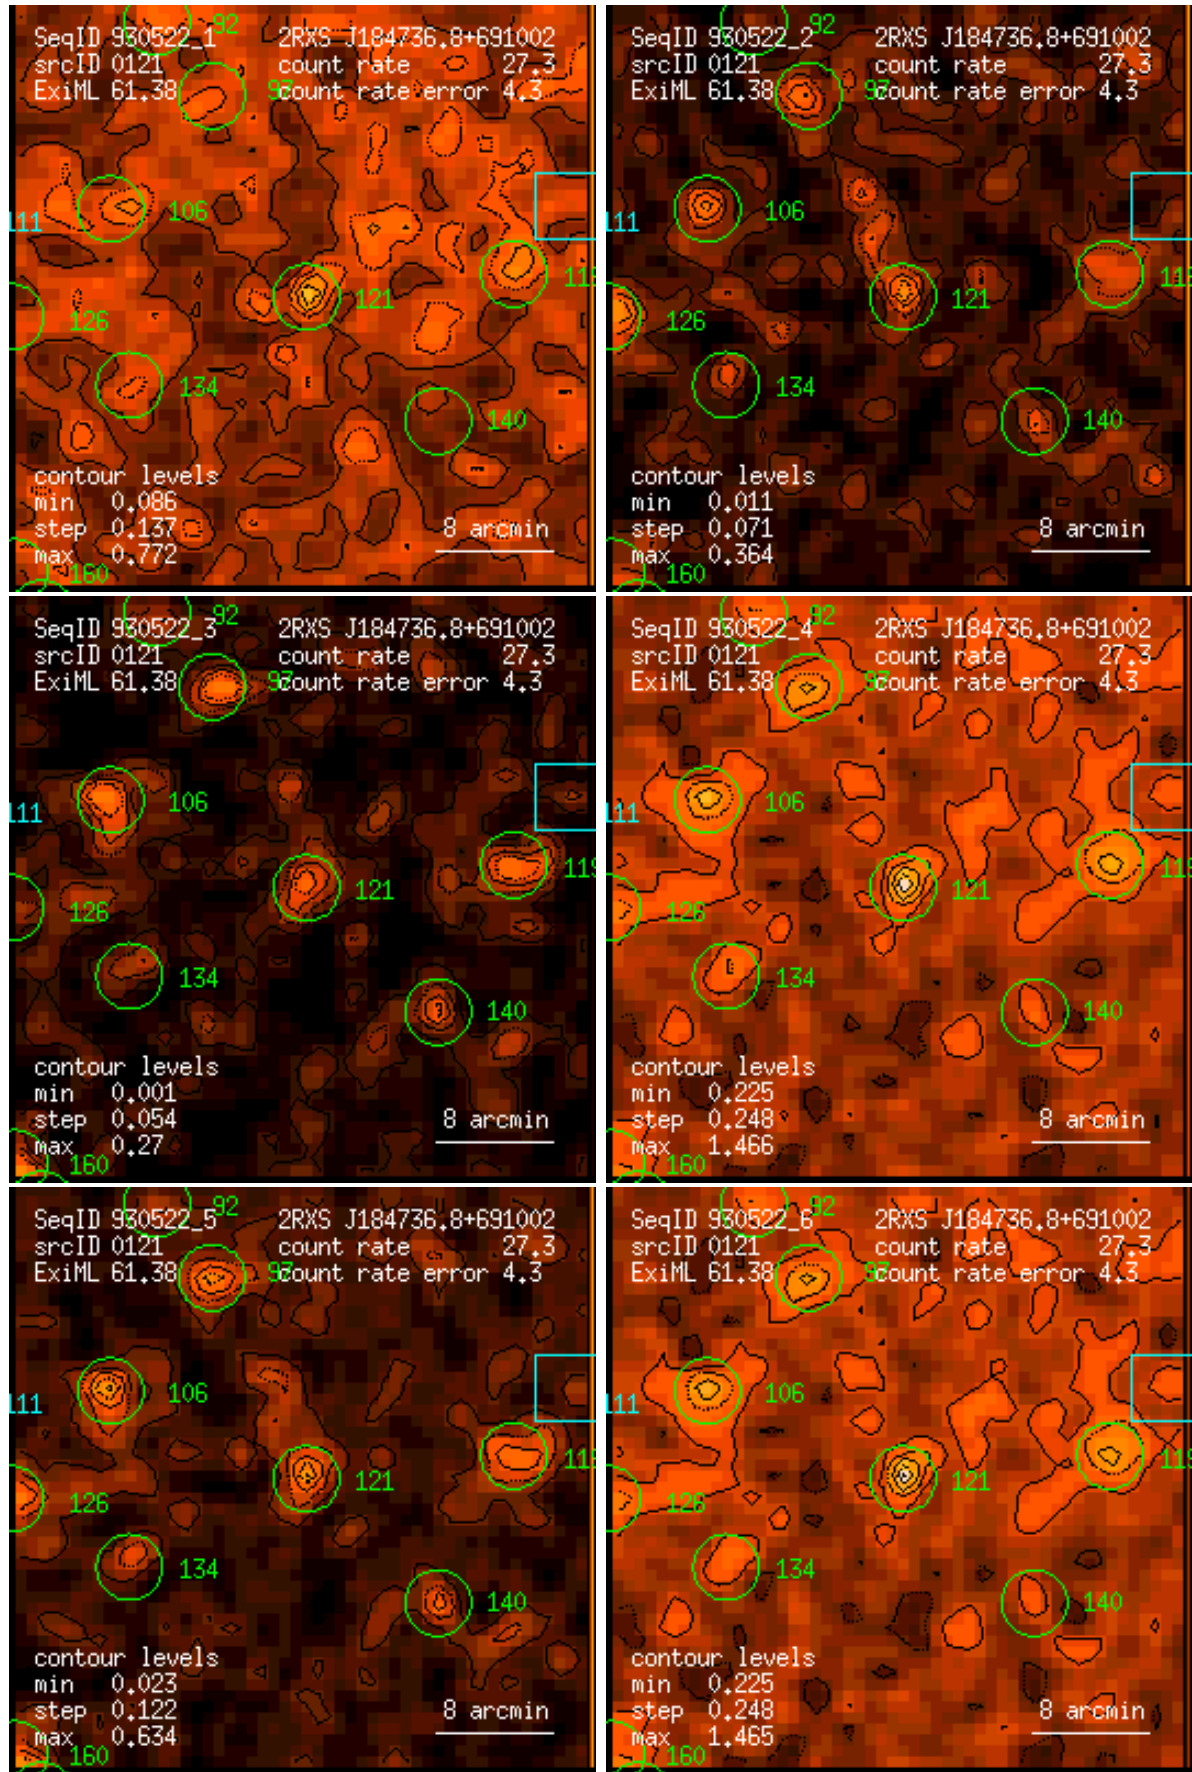 92
SeqID 930522_1 2RXS J184736.8+691002
srcID 0121 count rate 27.3
ExiML 61.38 97 count rate error 4.3
106
111
119
121
126
134
140
contour levels
min 0.086
step 0.137
max 0.772
8 arcmin
160
92
SeqID 930522_2 2RXS J184736.8+691002
srcID 0121 count rate 27.3
ExiML 61.38 97 count rate error 4.3
106
111
119
121
126
134
140
contour levels
min 0.011
step 0.071
max 0.364
8 arcmin
160
92
SeqID 930522_3 2RXS J184736.8+691002
srcID 0121 count rate 27.3
ExiML 61.38 97 count rate error 4.3
106
111
119
121
126
134
140
contour levels
min 0.001
step 0.054
max 0.27
8 arcmin
160
92
SeqID 930522_4 2RXS J184736.8+691002
srcID 0121 count rate 27.3
ExiML 61.38 97 count rate error 4.3
106
111
119
121
126
134
140
contour levels
min 0.225
step 0.248
max 1.466
8 arcmin
160
92
SeqID 930522_5 2RXS J184736.8+691002
srcID 0121 count rate 27.3
ExiML 61.38 97 count rate error 4.3
106
111
119
121
126
134
140
contour levels
min 0.023
step 0.122
max 0.634
8 arcmin
160
92
SeqID 930522_6 2RXS J184736.8+691002
srcID 0121 count rate 27.3
ExiML 61.38 97 count rate error 4.3
106
111
119
121
126
134
140
contour levels
min 0.225
step 0.248
max 1.465
8 arcmin
160